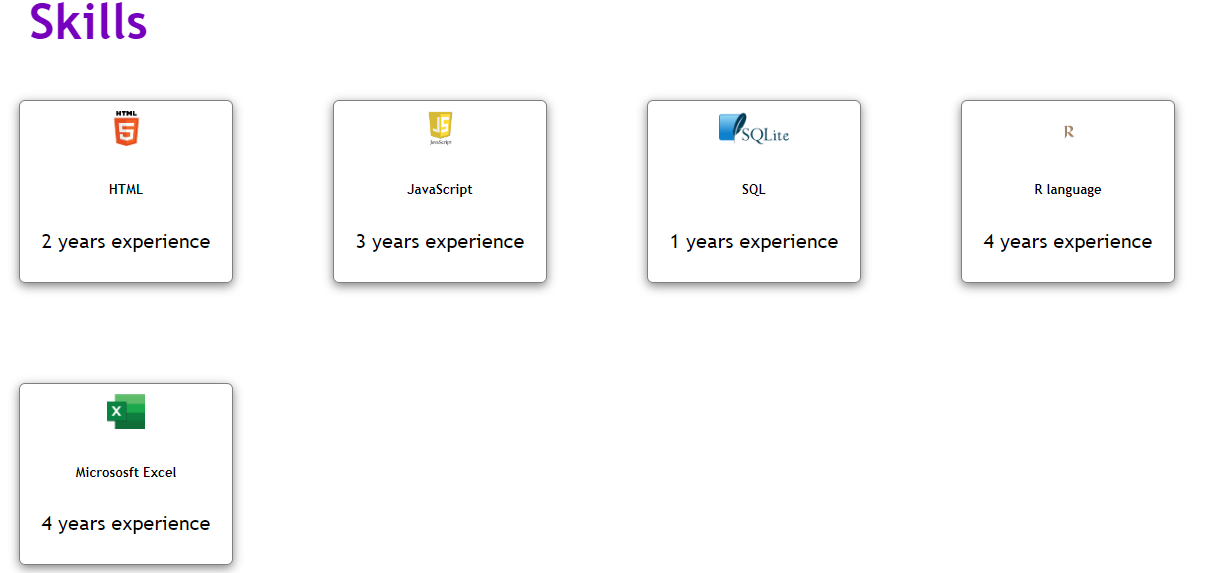 Skills
HTML
5
HTML
2 years experience
JS
JavaScript
JavaScript
3 years experience
SQLite
SQL
1 years experience
R
R language
4 years experience
X
Micrososft Excel
4 years experience